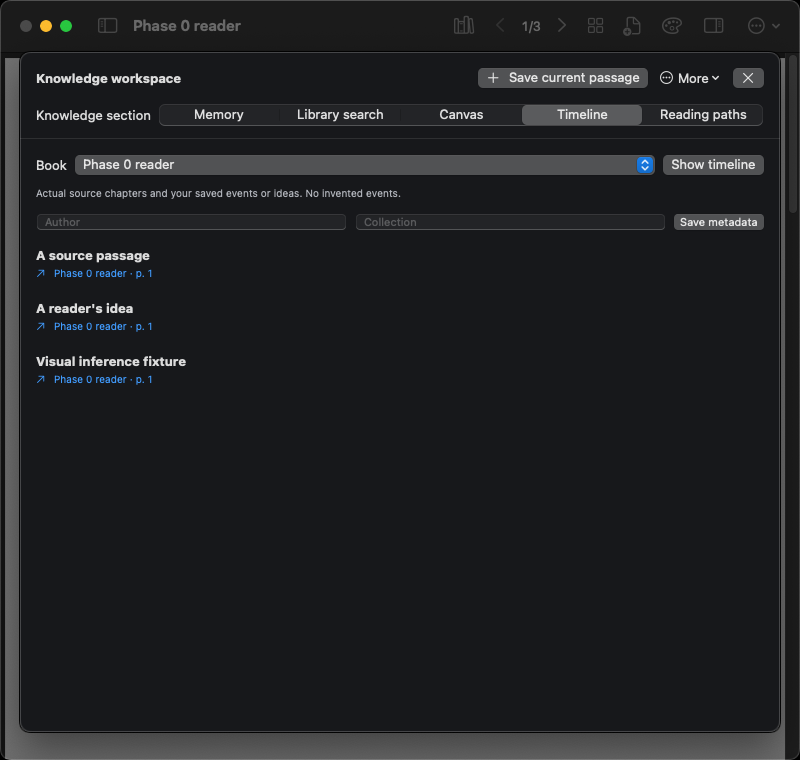 Phase 0 reader
1/3
Knowledge workspace
+ Save current passage
More
Knowledge section
Memory
Library search
Canvas
Timeline
Reading paths
Book
Phase 0 reader
Show timeline
Actual source chapters and your saved events or ideas. No invented events.
Author
Collection
Save metadata
A source passage
Phase 0 reader · p. 1
A reader's idea
Phase 0 reader · p. 1
Visual inference fixture
Phase 0 reader · p. 1